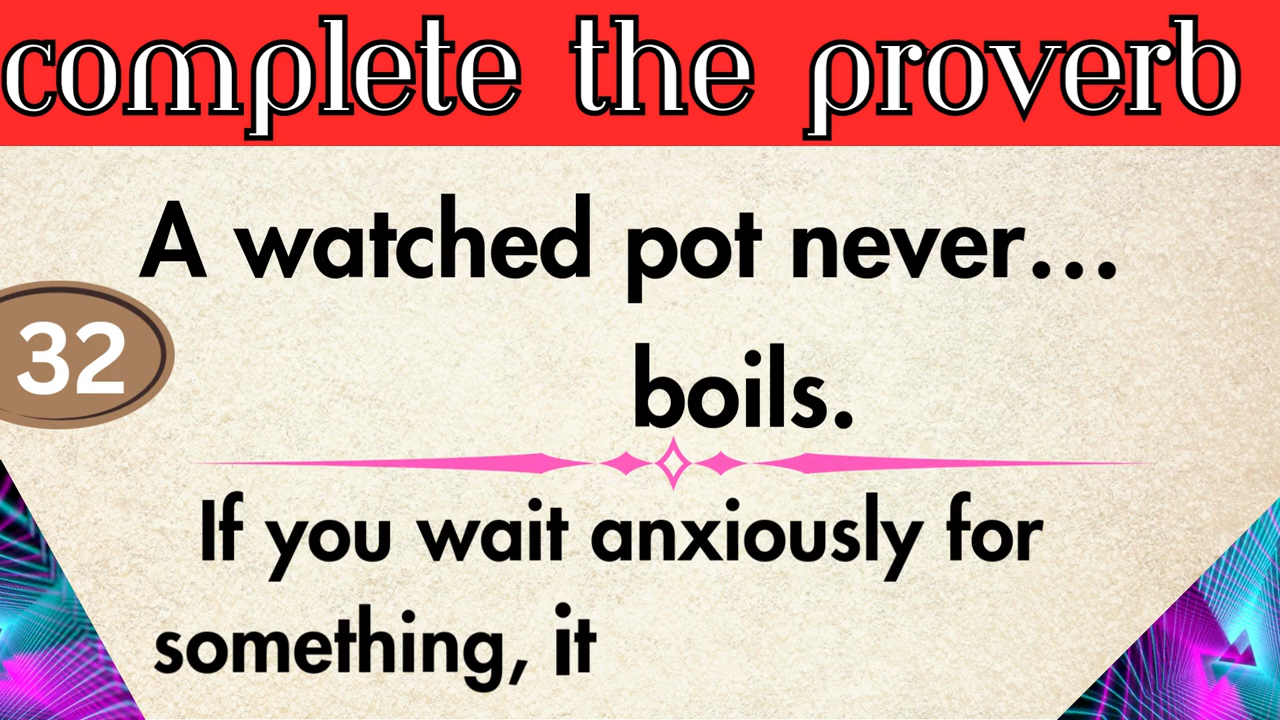 complete the proverb
A watched pot never...
boils.
32
If you wait anxiously for
something, it